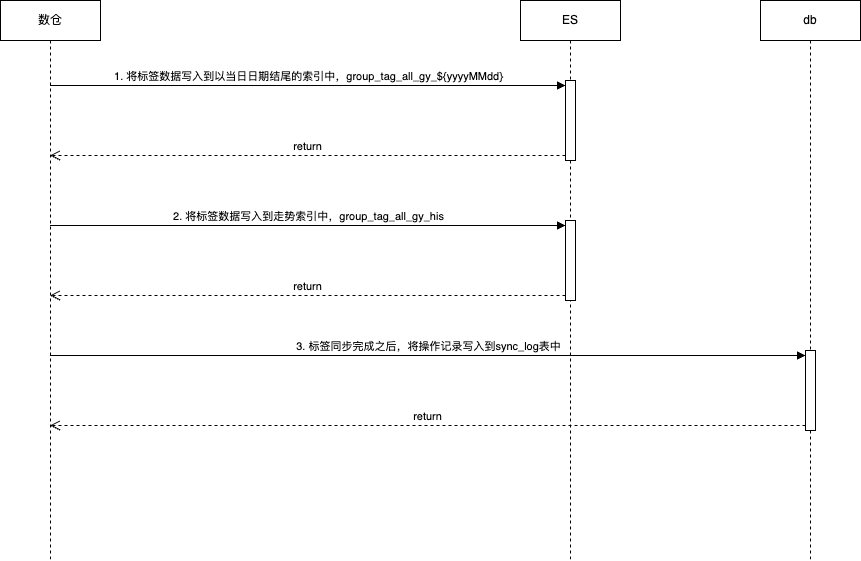 数仓
ES
db
1. 将标签数据写入到以当日日期结尾的索引中，group_tag_all_gy_${yyyyMMdd}
return
2. 将标签数据写入到走势索引中，group_tag_all_gy_his
return
3. 标签同步完成之后，将操作记录写入到sync_log表中
return